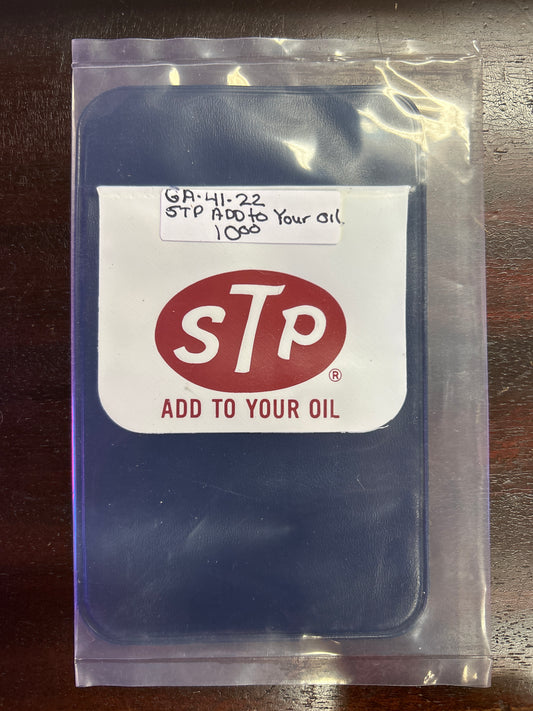 GA-41-22
STP ADD to Your Oil.
10⁰⁰
STP
®
ADD TO YOUR OIL